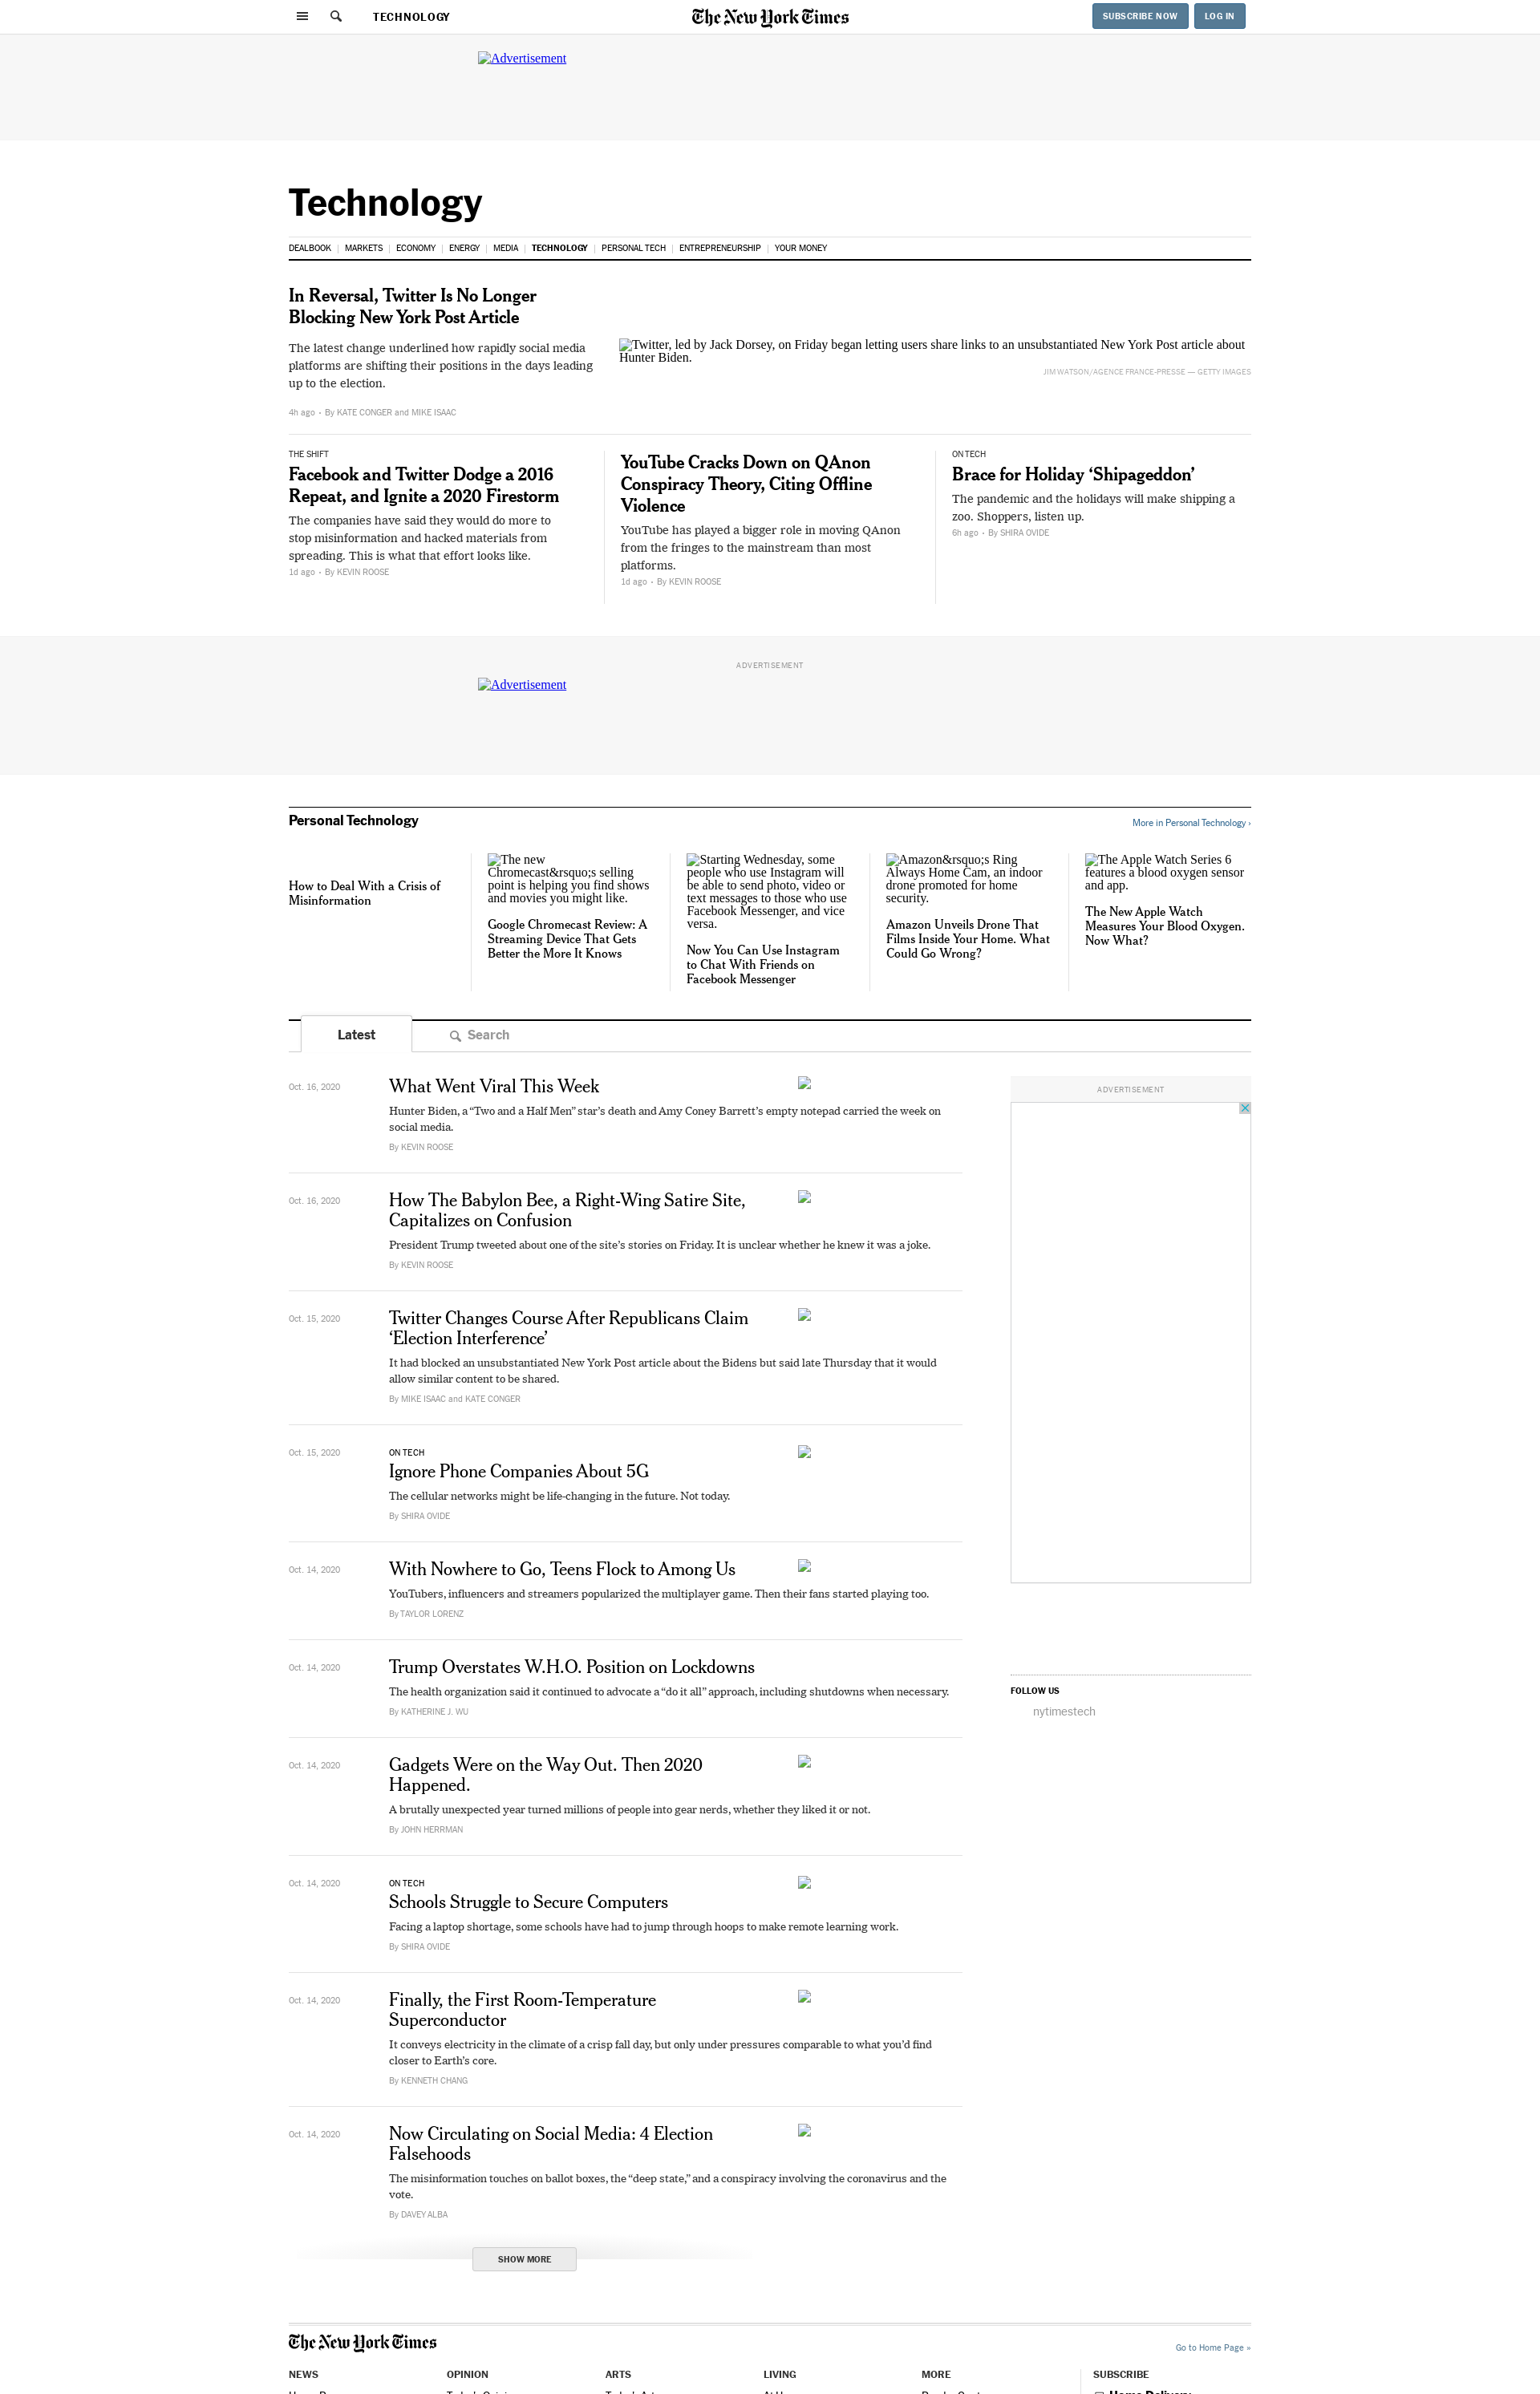 TECHNOLOGY
The New York Times
SUBSCRIBE NOW
LOG IN
Advertisement
Technology
DEALBOOK
MARKETS
ECONOMY
ENERGY
MEDIA
TECHNOLOGY
PERSONAL TECH
ENTREPRENEURSHIP
YOUR MONEY
In Reversal, Twitter Is No Longer
Blocking New York Post Article
The latest change underlined how rapidly social media
platforms are shifting their positions in the days leading
up to the election.
4h ago • By KATE CONGER and MIKE ISAAC
Twitter, led by Jack Dorsey, on Friday began letting users share links to an unsubstantiated New York Post article about
Hunter Biden.
JIM WATSON/AGENCE FRANCE-PRESSE — GETTY IMAGES
THE SHIFT
Facebook and Twitter Dodge a 2016
Repeat, and Ignite a 2020 Firestorm
The companies have said they would do more to
stop misinformation and hacked materials from
spreading. This is what that effort looks like.
1d ago • By KEVIN ROOSE
YouTube Cracks Down on QAnon
Conspiracy Theory, Citing Offline
Violence
YouTube has played a bigger role in moving QAnon
from the fringes to the mainstream than most
platforms.
1d ago • By KEVIN ROOSE
ON TECH
Brace for Holiday ‘Shipageddon’
The pandemic and the holidays will make shipping a
zoo. Shoppers, listen up.
6h ago • By SHIRA OVIDE
ADVERTISEMENT
Advertisement
Personal Technology
More in Personal Technology ›
How to Deal With a Crisis of
Misinformation
The new
Chromecast&rsquo;s selling
point is helping you find shows
and movies you might like.
Google Chromecast Review: A
Streaming Device That Gets
Better the More It Knows
Starting Wednesday, some
people who use Instagram will
be able to send photo, video or
text messages to those who use
Facebook Messenger, and vice
versa.
Now You Can Use Instagram
to Chat With Friends on
Facebook Messenger
Amazon&rsquo;s Ring
Always Home Cam, an indoor
drone promoted for home
security.
Amazon Unveils Drone That
Films Inside Your Home. What
Could Go Wrong?
The Apple Watch Series 6
features a blood oxygen sensor
and app.
The New Apple Watch
Measures Your Blood Oxygen.
Now What?
Latest
Search
Oct. 16, 2020
What Went Viral This Week
Hunter Biden, a “Two and a Half Men” star’s death and Amy Coney Barrett’s empty notepad carried the week on
social media.
By KEVIN ROOSE
Oct. 16, 2020
How The Babylon Bee, a Right-Wing Satire Site,
Capitalizes on Confusion
President Trump tweeted about one of the site’s stories on Friday. It is unclear whether he knew it was a joke.
By KEVIN ROOSE
Oct. 15, 2020
Twitter Changes Course After Republicans Claim
‘Election Interference’
It had blocked an unsubstantiated New York Post article about the Bidens but said late Thursday that it would
allow similar content to be shared.
By MIKE ISAAC and KATE CONGER
Oct. 15, 2020
ON TECH
Ignore Phone Companies About 5G
The cellular networks might be life-changing in the future. Not today.
By SHIRA OVIDE
Oct. 14, 2020
With Nowhere to Go, Teens Flock to Among Us
YouTubers, influencers and streamers popularized the multiplayer game. Then their fans started playing too.
By TAYLOR LORENZ
Oct. 14, 2020
Trump Overstates W.H.O. Position on Lockdowns
The health organization said it continued to advocate a “do it all” approach, including shutdowns when necessary.
By KATHERINE J. WU
Oct. 14, 2020
Gadgets Were on the Way Out. Then 2020
Happened.
A brutally unexpected year turned millions of people into gear nerds, whether they liked it or not.
By JOHN HERRMAN
Oct. 14, 2020
ON TECH
Schools Struggle to Secure Computers
Facing a laptop shortage, some schools have had to jump through hoops to make remote learning work.
By SHIRA OVIDE
Oct. 14, 2020
Finally, the First Room-Temperature
Superconductor
It conveys electricity in the climate of a crisp fall day, but only under pressures comparable to what you’d find
closer to Earth’s core.
By KENNETH CHANG
Oct. 14, 2020
Now Circulating on Social Media: 4 Election
Falsehoods
The misinformation touches on ballot boxes, the “deep state,” and a conspiracy involving the coronavirus and the
vote.
By DAVEY ALBA
SHOW MORE
ADVERTISEMENT
FOLLOW US
nytimestech
The New York Times
Go to Home Page »
NEWS
OPINION
ARTS
LIVING
MORE
SUBSCRIBE
Home Delivery